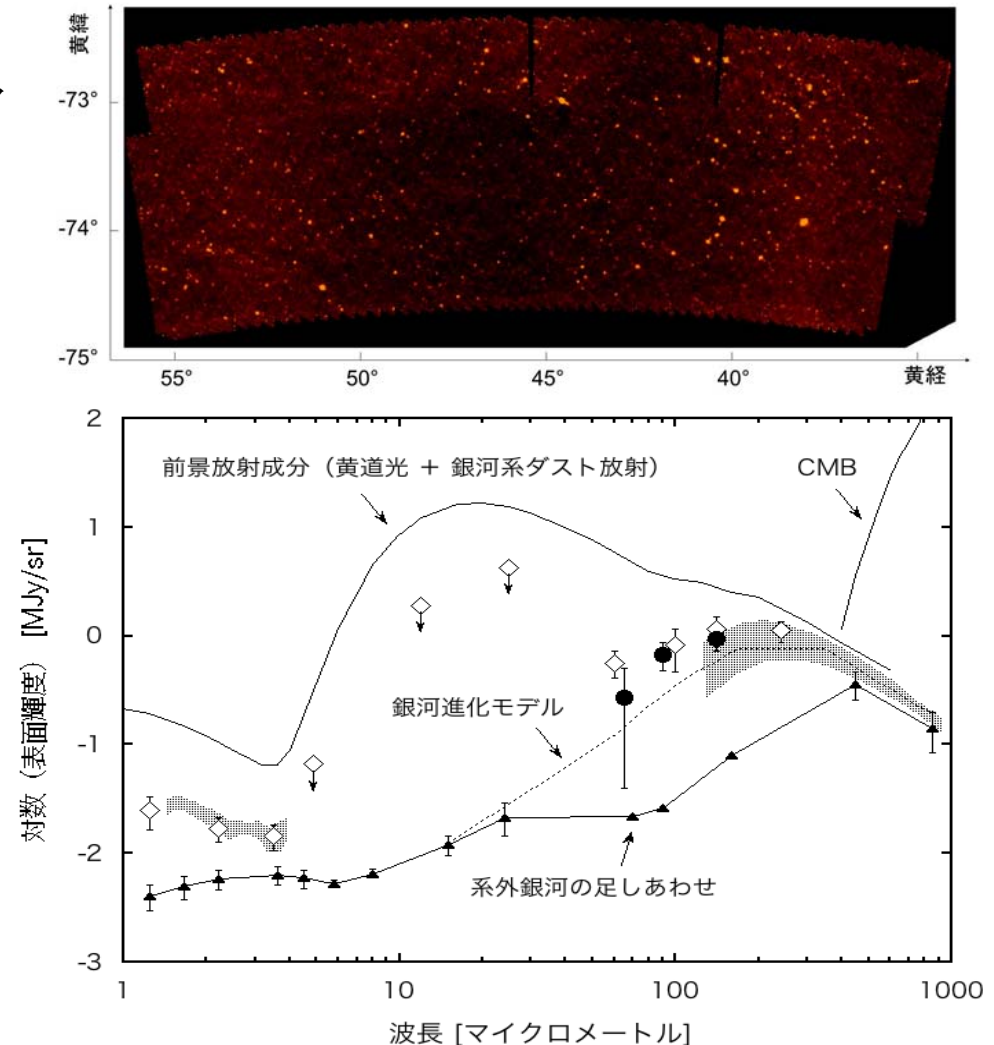 黄緯
-73°
-74°
-75°
55°
50°
45°
40°
黄経
2
前景放射成分（黄道光 + 銀河系ダスト放射）
CMB
1
対数（表面輝度） [MJy/sr]
0
銀河進化モデル
-1
-2
系外銀河の足しあわせ
-3
1
10
100
1000
波長 [マイクロメートル]